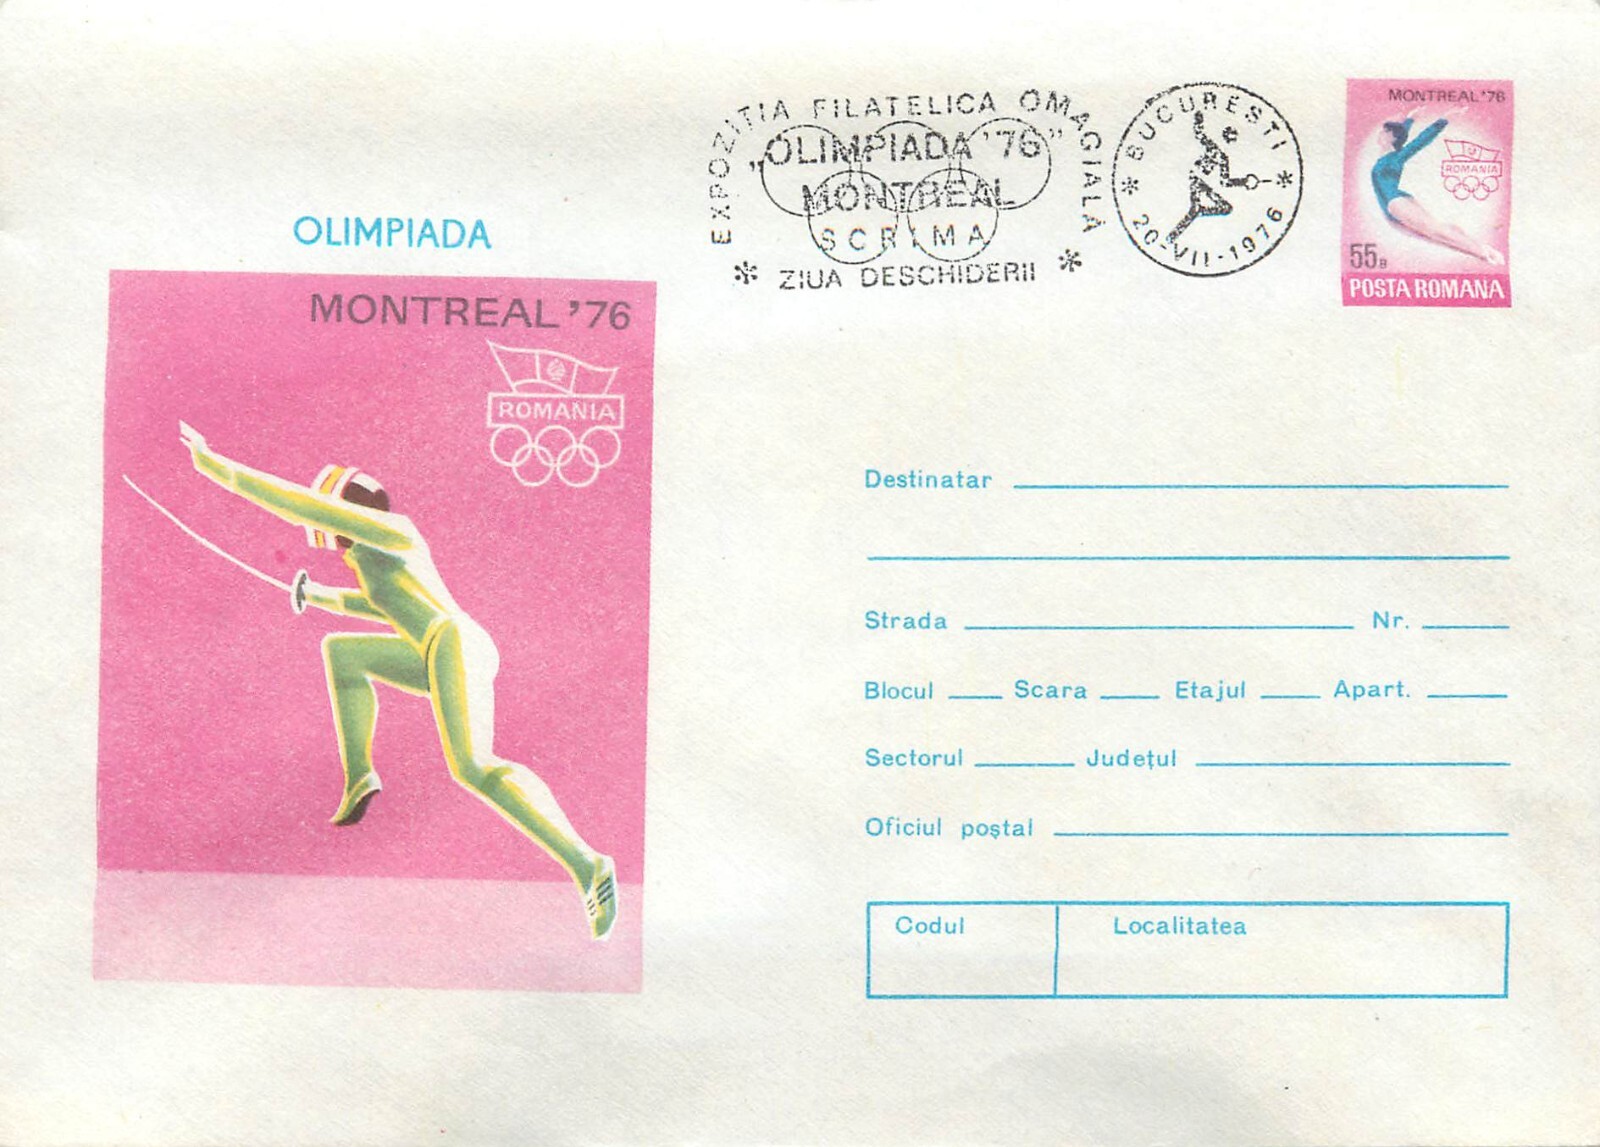 EXPOZITIA FILATELICA OMAGIALĂ
„OLIMPIADA '76”
MONTREAL
SCRIMA
* ZIUA DESCHIDERII *
* BUCURESTI *
20-VII-1976
MONTREAL '76
ROMANIA
55B
POSTA ROMANA
OLIMPIADA
MONTREAL '76
ROMANIA
Destinatar
Strada Nr.
Blocul Scara Etajul Apart.
Sectorul Județul
Oficiul poștal
Codul Localitatea